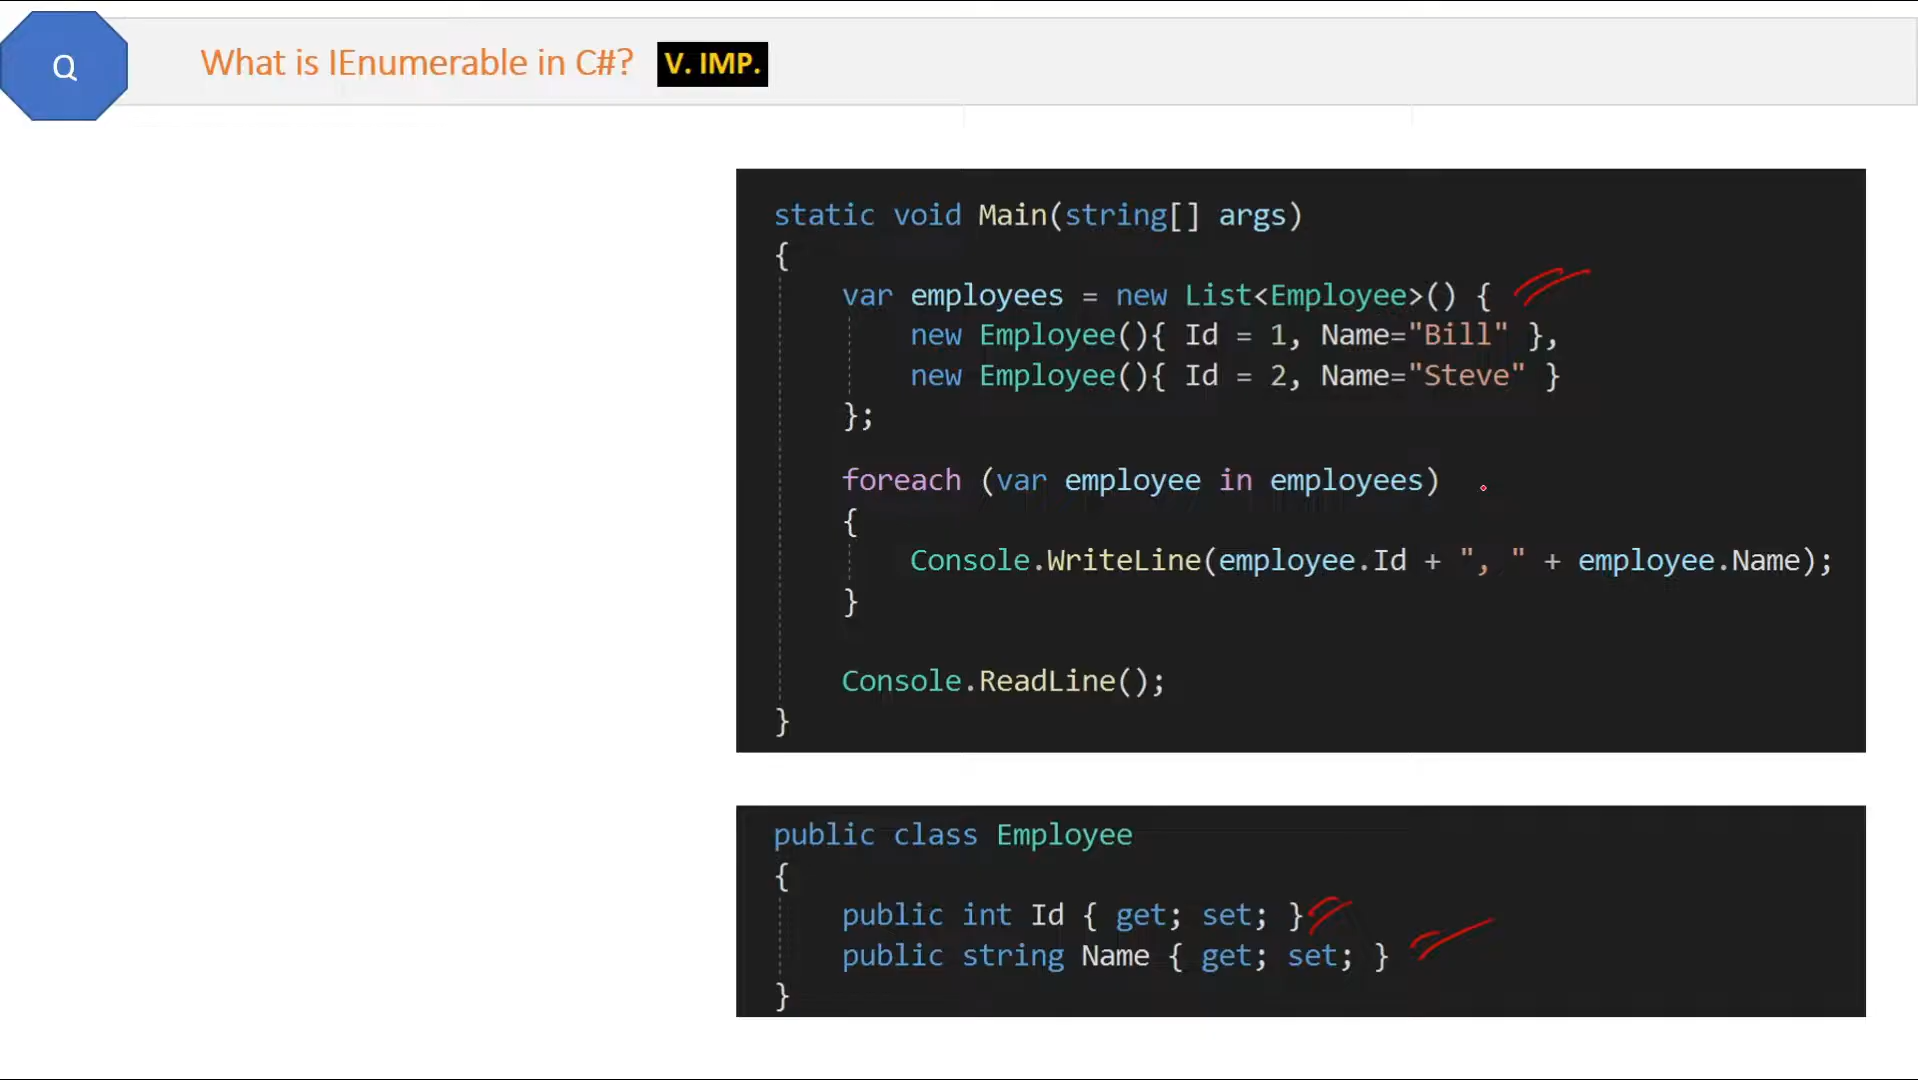 Q
What is IEnumerable in C#? V. IMP.
static void Main(string[] args)
{
var employees = new List<Employee>() {
new Employee(){ Id = 1, Name="Bill" },
new Employee(){ Id = 2, Name="Steve" }
};
foreach (var employee in employees)
{
Console.WriteLine(employee.Id + ", " + employee.Name);
}
Console.ReadLine();
}
public class Employee
{
public int Id { get; set; }
public string Name { get; set; }
}